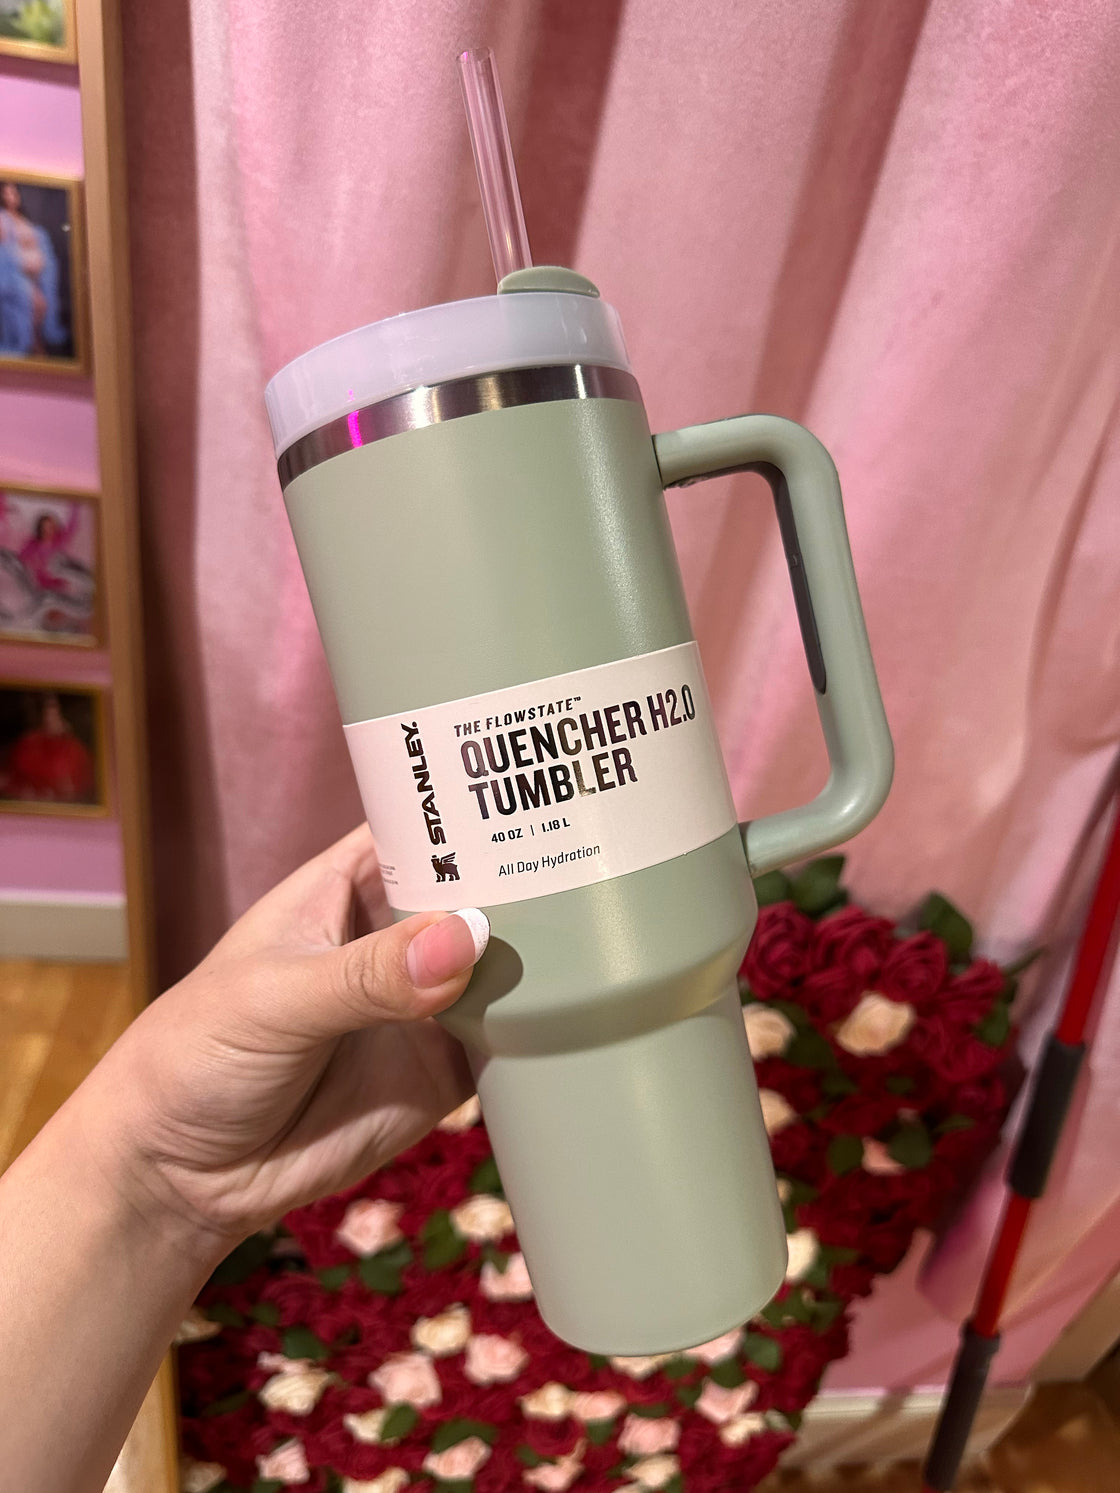 STANLEY.
THE FLOWSTATE™
QUENCHER H2.0
TUMBLER
40 OZ | 1.18 L
All Day Hydration